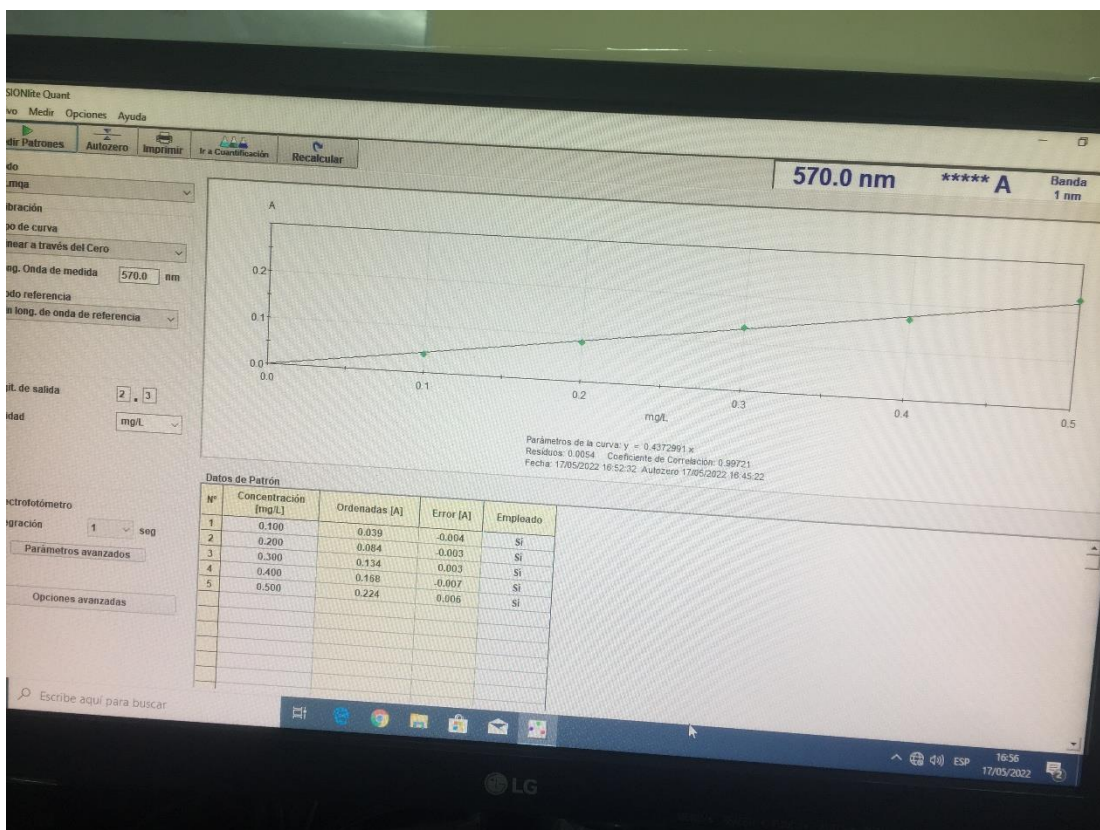 SIONlite Quant
vo Medir Opciones Ayuda
dir Patrones Autozero Imprimir Ir a Cuantificación Recalcular
570.0 nm ***** A Banda 1 nm
do
.mqa
bración
po de curva
near a través del Cero
ng. Onda de medida 570.0 nm
odo referencia
n long. de onda de referencia
git. de salida 2 . 3
idad mg/L
ectrofotómetro
gración 1 seg
Parámetros avanzados
Opciones avanzadas
A
0.2
0.1
0.0
0.0 0.1 0.2 0.3 0.4 0.5
mg/L
Parámetros de la curva: y = 0.4372991 x
Residuos: 0.0054 Coeficiente de Correlación: 0.99721
Fecha: 17/05/2022 16:52:32 Autozero 17/05/2022 16:45:22
Datos de Patrón
Nº Concentración [mg/L] Ordenadas [A] Error [A] Empleado
1 0.100 0.039 -0.004 Si
2 0.200 0.084 -0.003 Si
3 0.300 0.134 0.003 Si
4 0.400 0.168 -0.007 Si
5 0.500 0.224 0.006 Si
Escribe aquí para buscar
ESP 16:56
17/05/2022
2
LG